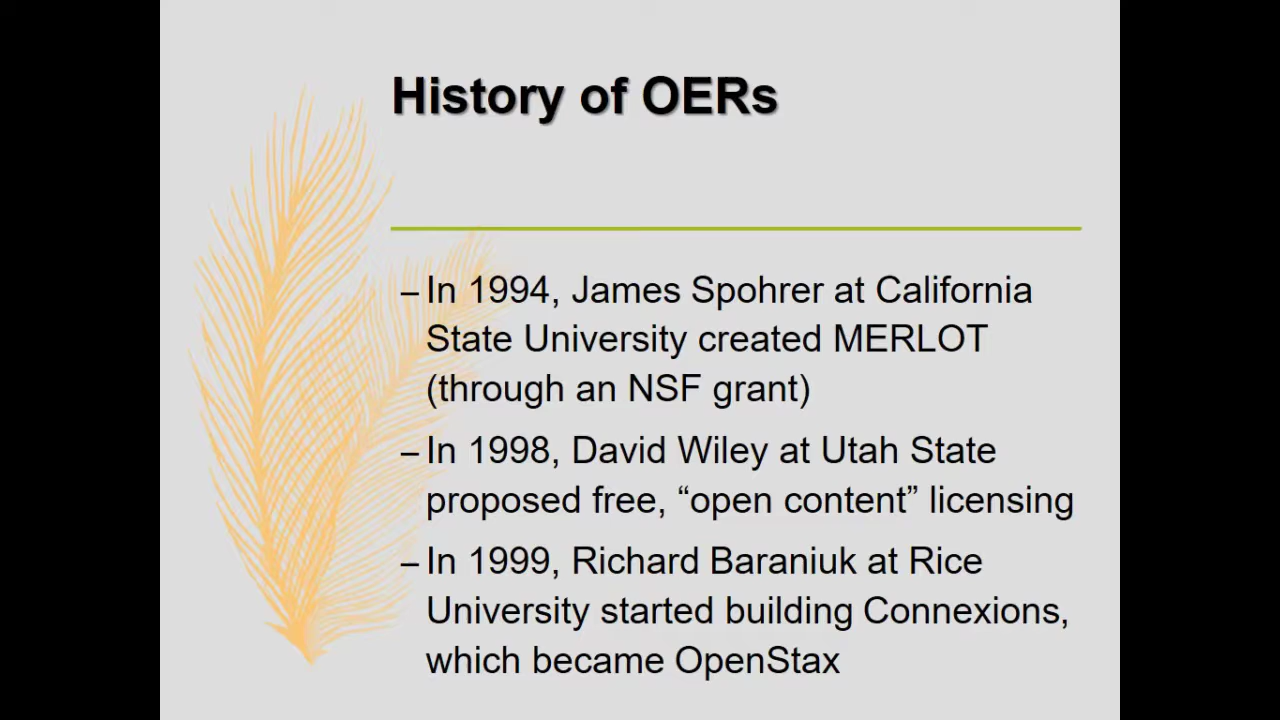 History of OERs
– In 1994, James Spohrer at California
State University created MERLOT
(through an NSF grant)
– In 1998, David Wiley at Utah State
proposed free, “open content” licensing
– In 1999, Richard Baraniuk at Rice
University started building Connexions,
which became OpenStax